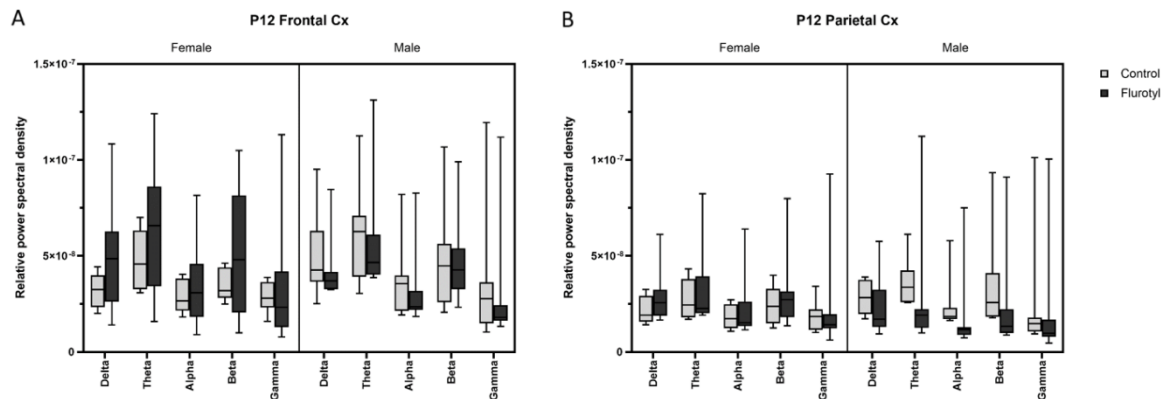 A
P12 Frontal Cx
Female
Male
Relative power spectral density
1.5×10-7
1×10-7
5×10-8
0
Delta
Theta
Alpha
Beta
Gamma
Delta
Theta
Alpha
Beta
Gamma
B
P12 Parietal Cx
Female
Male
Relative power spectral density
1.5×10-7
1×10-7
5×10-8
0
Delta
Theta
Alpha
Beta
Gamma
Delta
Theta
Alpha
Beta
Gamma
Control
Flurotyl